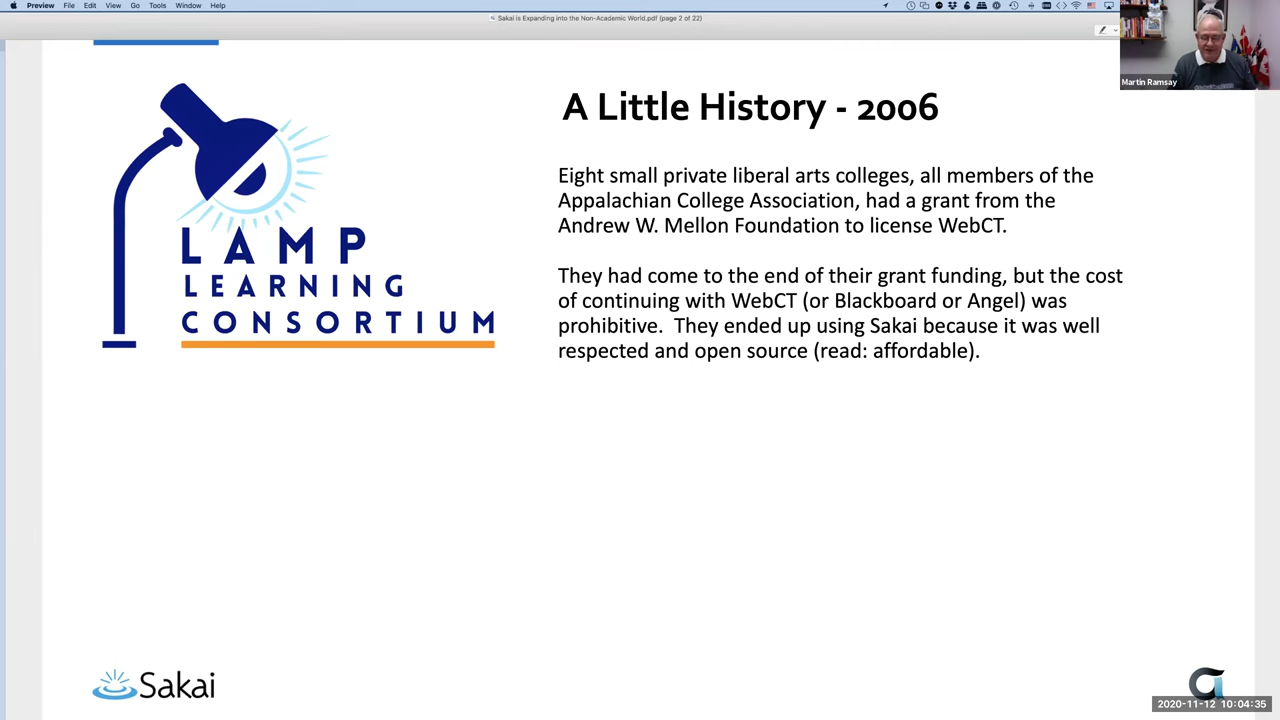 Preview File Edit View Go Tools Window Help
Sakai is Expanding into the Non-Academic World.pdf (page 2 of 22)
Martin Ramsay
A Little History - 2006
Eight small private liberal arts colleges, all members of the
Appalachian College Association, had a grant from the
Andrew W. Mellon Foundation to license WebCT.
They had come to the end of their grant funding, but the cost
of continuing with WebCT (or Blackboard or Angel) was
prohibitive.  They ended up using Sakai because it was well
respected and open source (read: affordable).
LAMP
LEARNING
CONSORTIUM
Sakai
2020-11-12 10:04:35